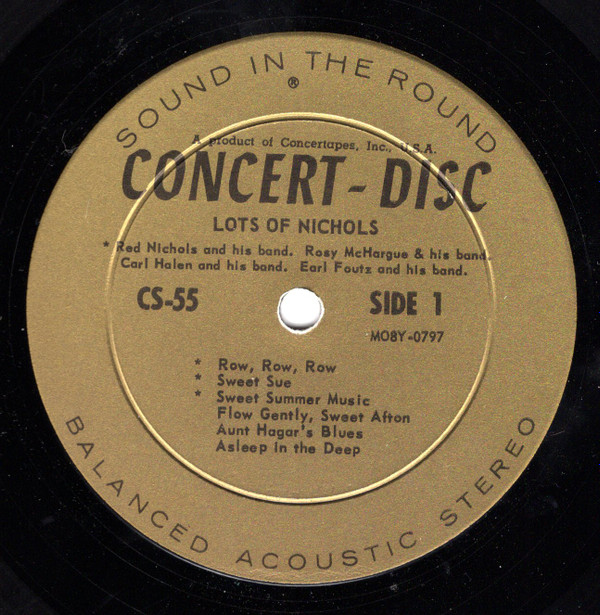 SOUND IN THE ROUND
®
A product of Concertapes, Inc., U.S.A.
CONCERT-DISC
LOTS OF NICHOLS
* Red Nichols and his band. Rosy McHargue & his band.
Carl Halen and his band. Earl Foutz and his band.
CS-55 SIDE 1
MO8Y-0797
* Row, Row, Row
* Sweet Sue
* Sweet Summer Music
Flow Gently, Sweet Afton
Aunt Hagar's Blues
Asleep in the Deep
BALANCED ACOUSTIC STEREO